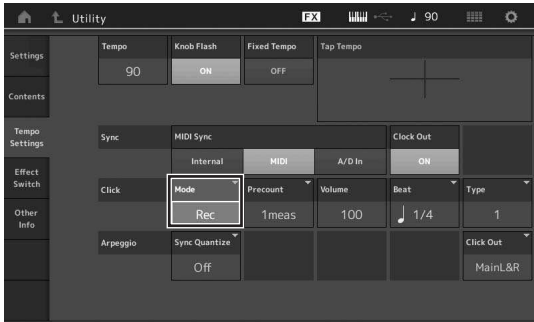 Utility FX 90
Settings
Contents
Tempo Settings
Effect Switch
Other Info
Tempo Knob Flash Fixed Tempo Tap Tempo
90 ON OFF
Sync MIDI Sync Clock Out
Internal MIDI A/D In ON
Click Mode Precount Volume Beat Type
Rec 1meas 100 1/4 1
Arpeggio Sync Quantize Click Out
Off MainL&R